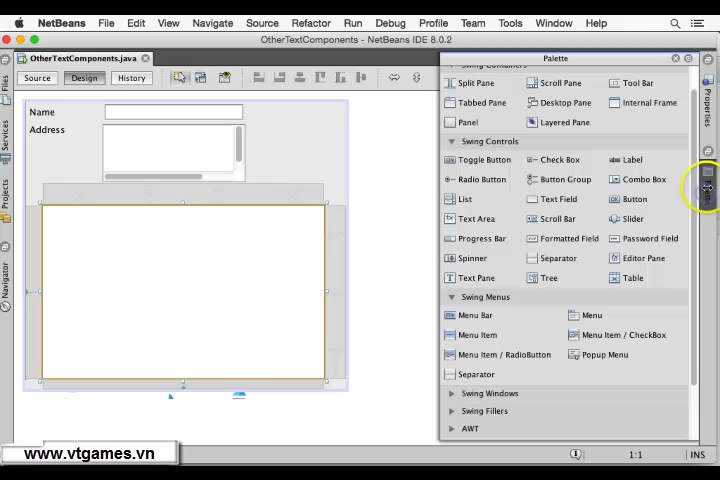 NetBeans File Edit View Navigate Source Refactor Run Debug Profile Team Tools Window Help
OtherTextComponents - NetBeans IDE 8.0.2
OtherTextComponents.java
Source Design History
Files
Services
Projects
Navigator
Name
Address
Palette
Swing Containers
Split Pane Scroll Pane Tool Bar
Tabbed Pane Desktop Pane Internal Frame
Panel Layered Pane
Swing Controls
Toggle Button Check Box Label
Radio Button Button Group Combo Box
List Text Field Button
Text Area Scroll Bar Slider
Progress Bar Formatted Field Password Field
Spinner Separator Editor Pane
Text Pane Tree Table
Swing Menus
Menu Bar Menu
Menu Item Menu Item / CheckBox
Menu Item / RadioButton Popup Menu
Separator
Swing Windows
Swing Fillers
AWT
Properties
1:1 INS
www.vtgames.vn